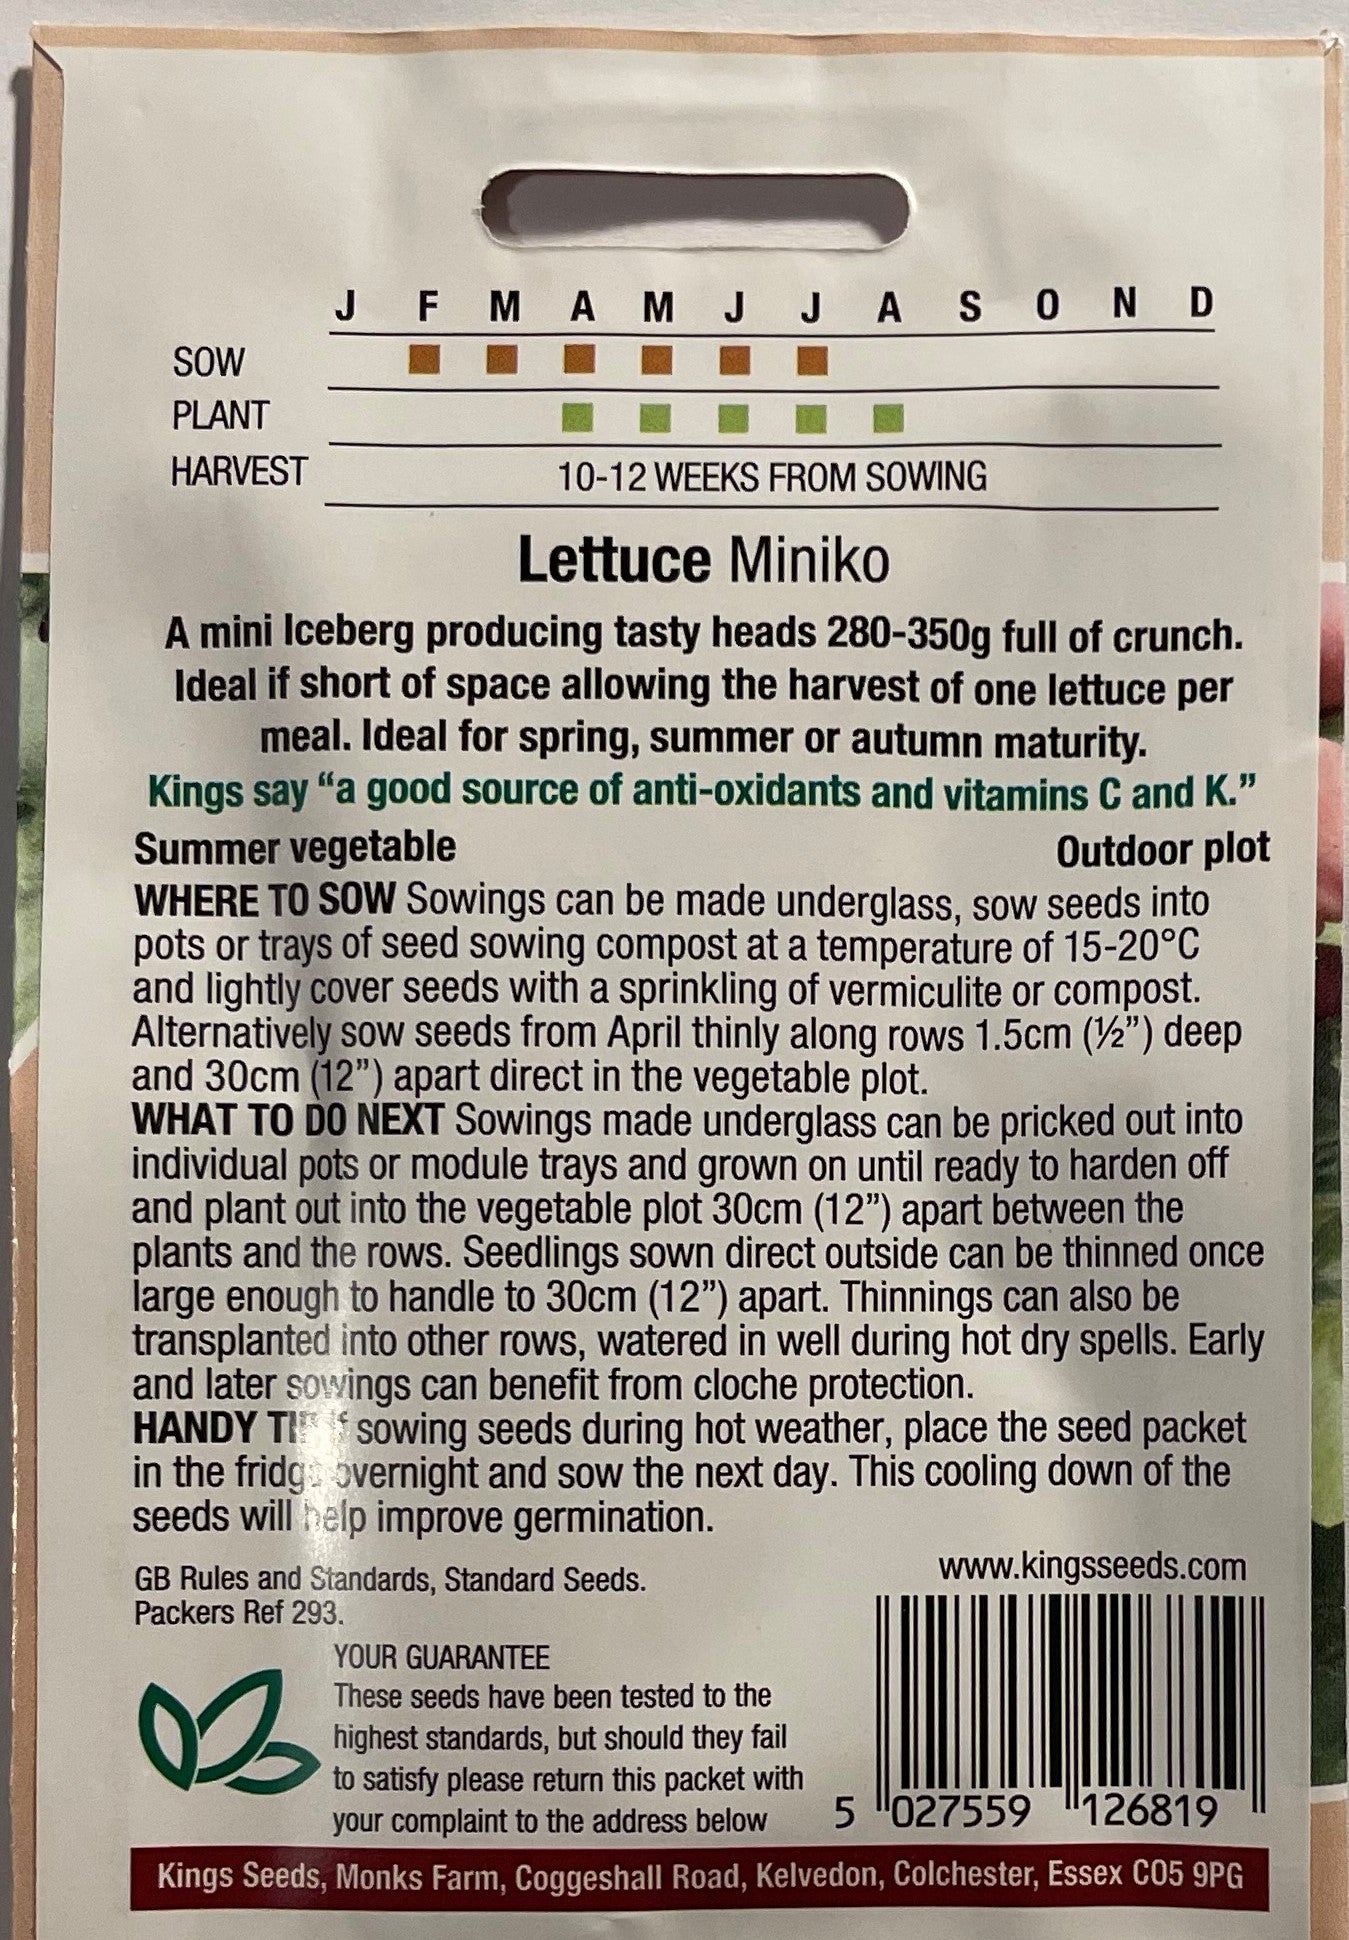 J F M A M J J A S O N D
SOW
PLANT
HARVEST 10-12 WEEKS FROM SOWING
Lettuce Miniko
A mini Iceberg producing tasty heads 280-350g full of crunch.
Ideal if short of space allowing the harvest of one lettuce per
meal. Ideal for spring, summer or autumn maturity.
Kings say “a good source of anti-oxidants and vitamins C and K.”
Summer vegetable Outdoor plot
WHERE TO SOW Sowings can be made underglass, sow seeds into
pots or trays of seed sowing compost at a temperature of 15-20°C
and lightly cover seeds with a sprinkling of vermiculite or compost.
Alternatively sow seeds from April thinly along rows 1.5cm (½”) deep
and 30cm (12”) apart direct in the vegetable plot.
WHAT TO DO NEXT Sowings made underglass can be pricked out into
individual pots or module trays and grown on until ready to harden off
and plant out into the vegetable plot 30cm (12”) apart between the
plants and the rows. Seedlings sown direct outside can be thinned once
large enough to handle to 30cm (12”) apart. Thinnings can also be
transplanted into other rows, watered in well during hot dry spells. Early
and later sowings can benefit from cloche protection.
HANDY TIP If sowing seeds during hot weather, place the seed packet
in the fridge overnight and sow the next day. This cooling down of the
seeds will help improve germination.
GB Rules and Standards, Standard Seeds.
Packers Ref 293.
www.kingsseeds.com
YOUR GUARANTEE
These seeds have been tested to the
highest standards, but should they fail
to satisfy please return this packet with
your complaint to the address below
5 027559 126819
Kings Seeds, Monks Farm, Coggeshall Road, Kelvedon, Colchester, Essex CO5 9PG